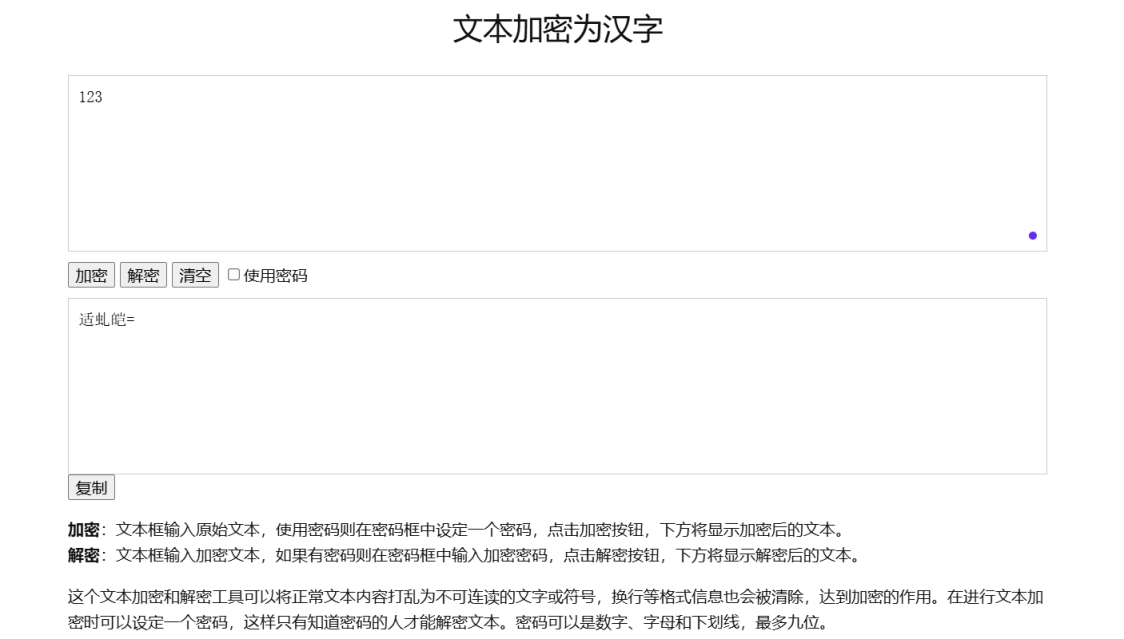 文本加密为汉字
123
加密 解密 清空 使用密码
适虬皑=
复制
加密：文本框输入原始文本，使用密码则在密码框中设定一个密码，点击加密按钮，下方将显示加密后的文本。
解密：文本框输入加密文本，如果有密码则在密码框中输入加密密码，点击解密按钮，下方将显示解密后的文本。
这个文本加密和解密工具可以将正常文本内容打乱为不可连读的文字或符号，换行等格式信息也会被清除，达到加密的作用。在进行文本加
密时可以设定一个密码，这样只有知道密码的人才能解密文本。密码可以是数字、字母和下划线，最多九位。